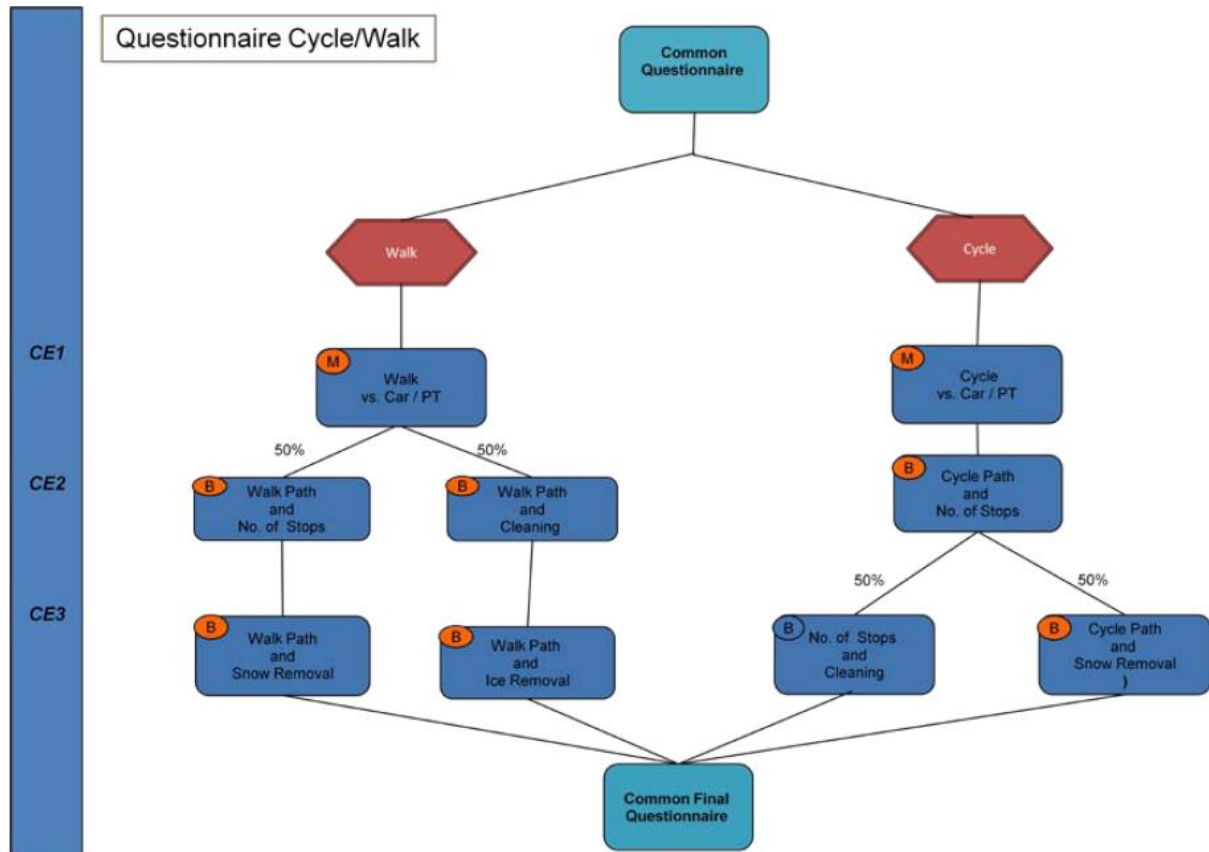 Questionnaire Cycle/Walk
Common
Questionnaire
Walk
Cycle
CE1
M
Walk
vs. Car / PT
M
Cycle
vs. Car / PT
50%
50%
CE2
B
Walk Path
and
No. of Stops
B
Walk Path
and
Cleaning
B
Cycle Path
and
No. of Stops
50%
50%
CE3
B
Walk Path
and
Snow Removal
B
Walk Path
and
Ice Removal
B
No. of Stops
and
Cleaning
B
Cycle Path
and
Snow Removal
)
Common Final
Questionnaire